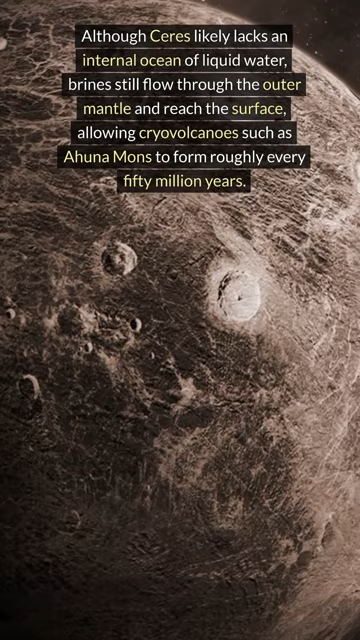 Although Ceres likely lacks an
internal ocean of liquid water,
brines still flow through the outer
mantle and reach the surface,
allowing cryovolcanoes such as
Ahuna Mons to form roughly every
fifty million years.